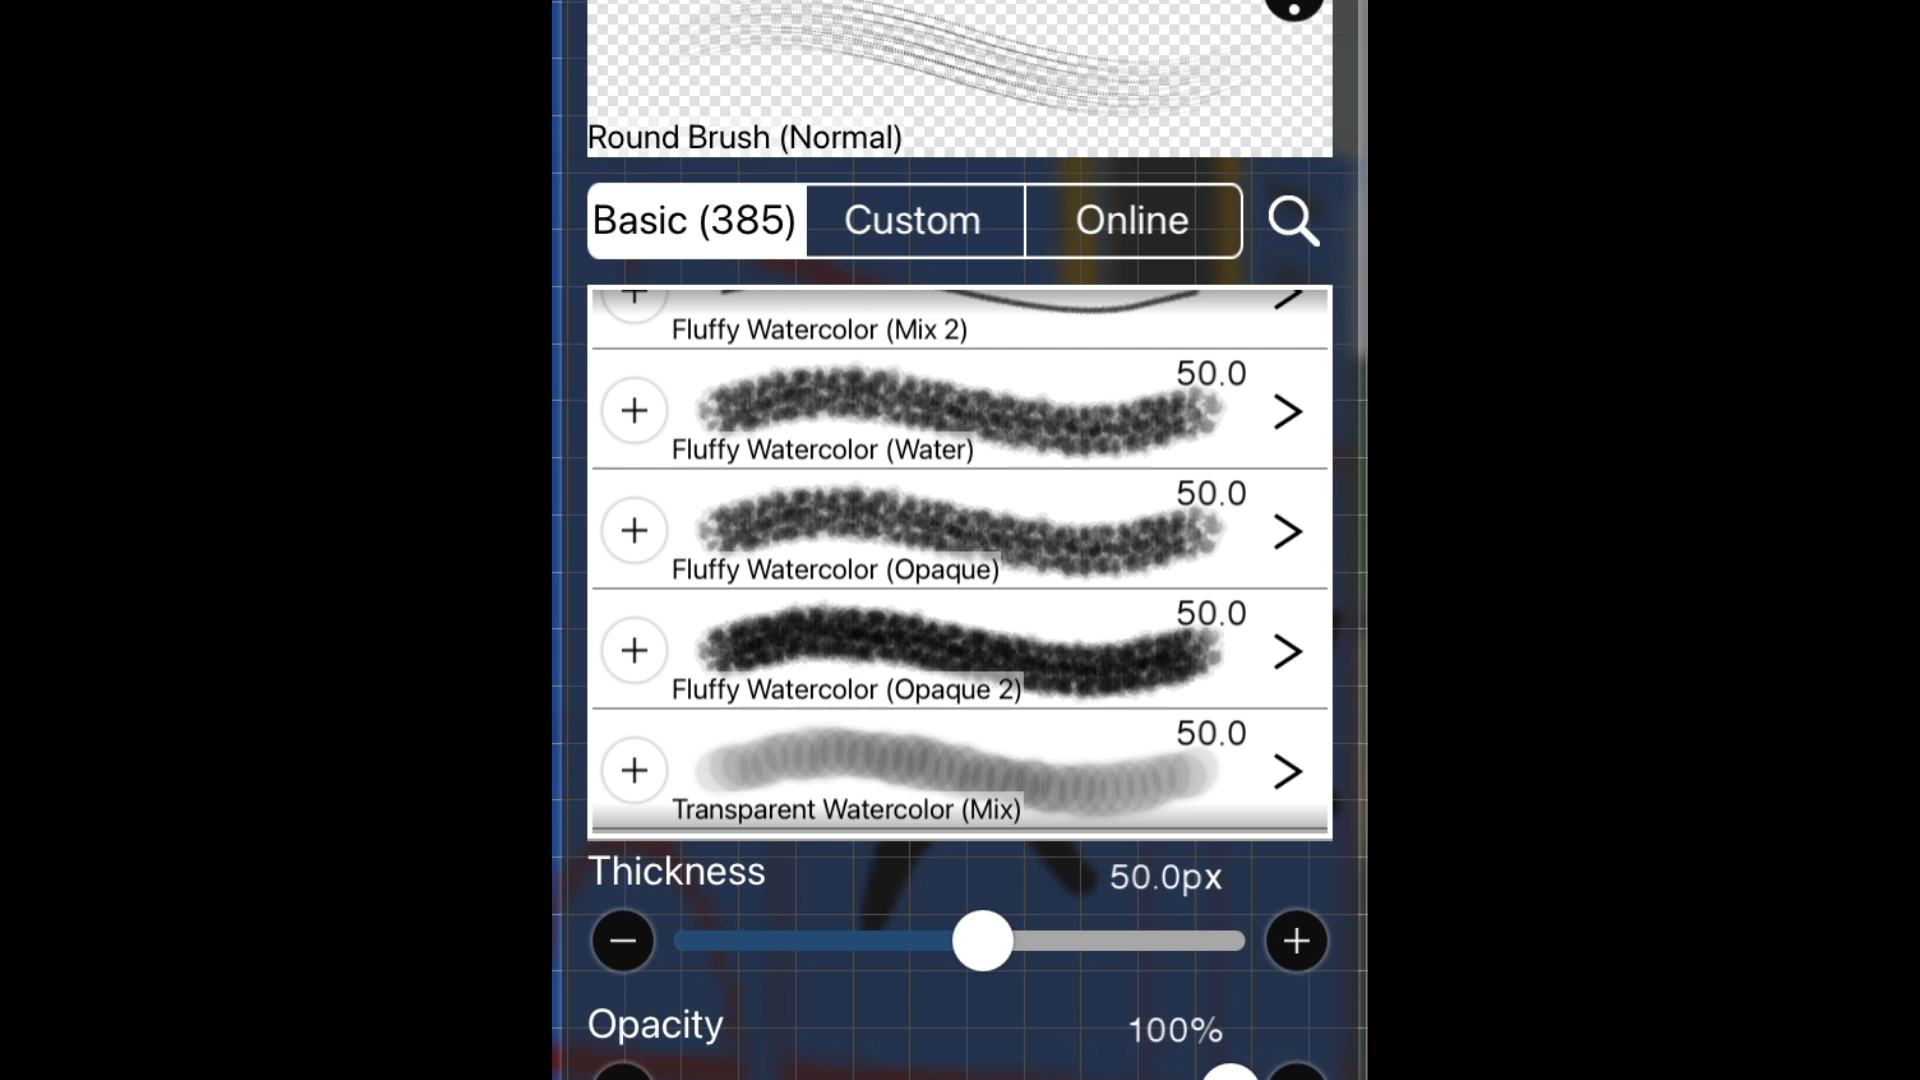 Round Brush (Normal)
Basic (385) Custom Online
Fluffy Watercolor (Mix 2)
50.0
Fluffy Watercolor (Water)
50.0
Fluffy Watercolor (Opaque)
50.0
Fluffy Watercolor (Opaque 2)
50.0
Transparent Watercolor (Mix)
Thickness 50.0px
Opacity 100%